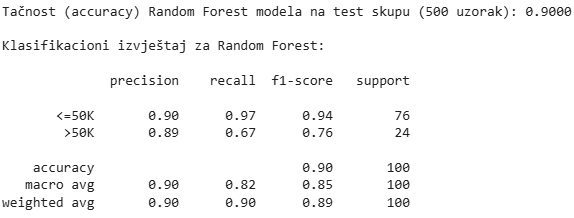 Tačnost (accuracy) Random Forest modela na test skupu (500 uzorak): 0.9000
Klasifikacioni izvještaj za Random Forest:
precision recall f1-score support
<=50K 0.90 0.97 0.94 76
>50K 0.89 0.67 0.76 24
accuracy 0.90 100
macro avg 0.90 0.82 0.85 100
weighted avg 0.90 0.90 0.89 100